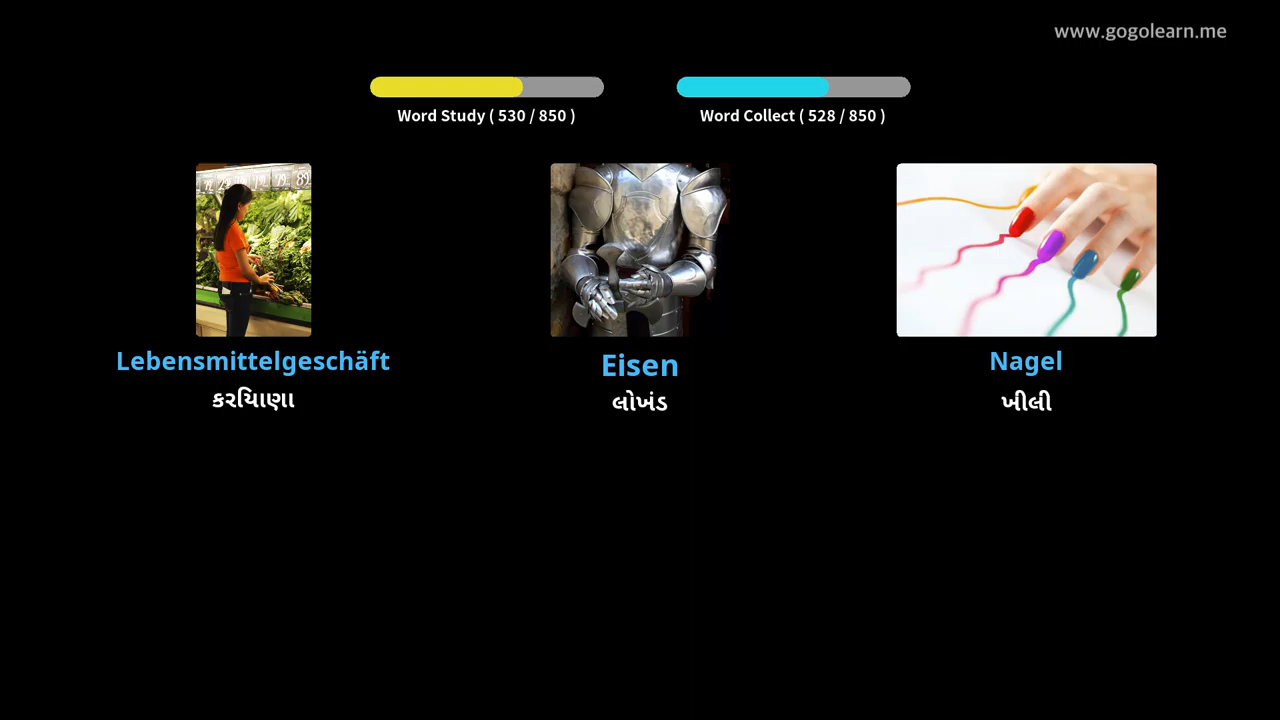 www.gogolearn.me
Word Study ( 530 / 850 )
Word Collect ( 528 / 850 )
Lebensmittelgeschäft
Eisen
Nagel
કરિયાણા
લોખંડ
ખીલી